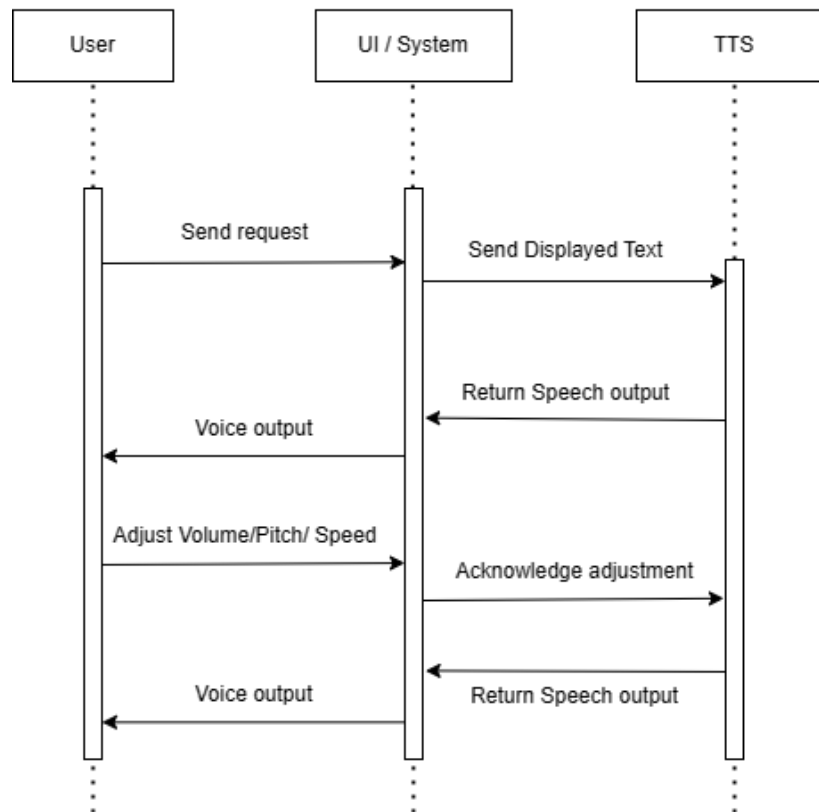 User
UI / System
TTS
Send request
Send Displayed Text
Return Speech output
Voice output
Adjust Volume/Pitch/ Speed
Acknowledge adjustment
Return Speech output
Voice output